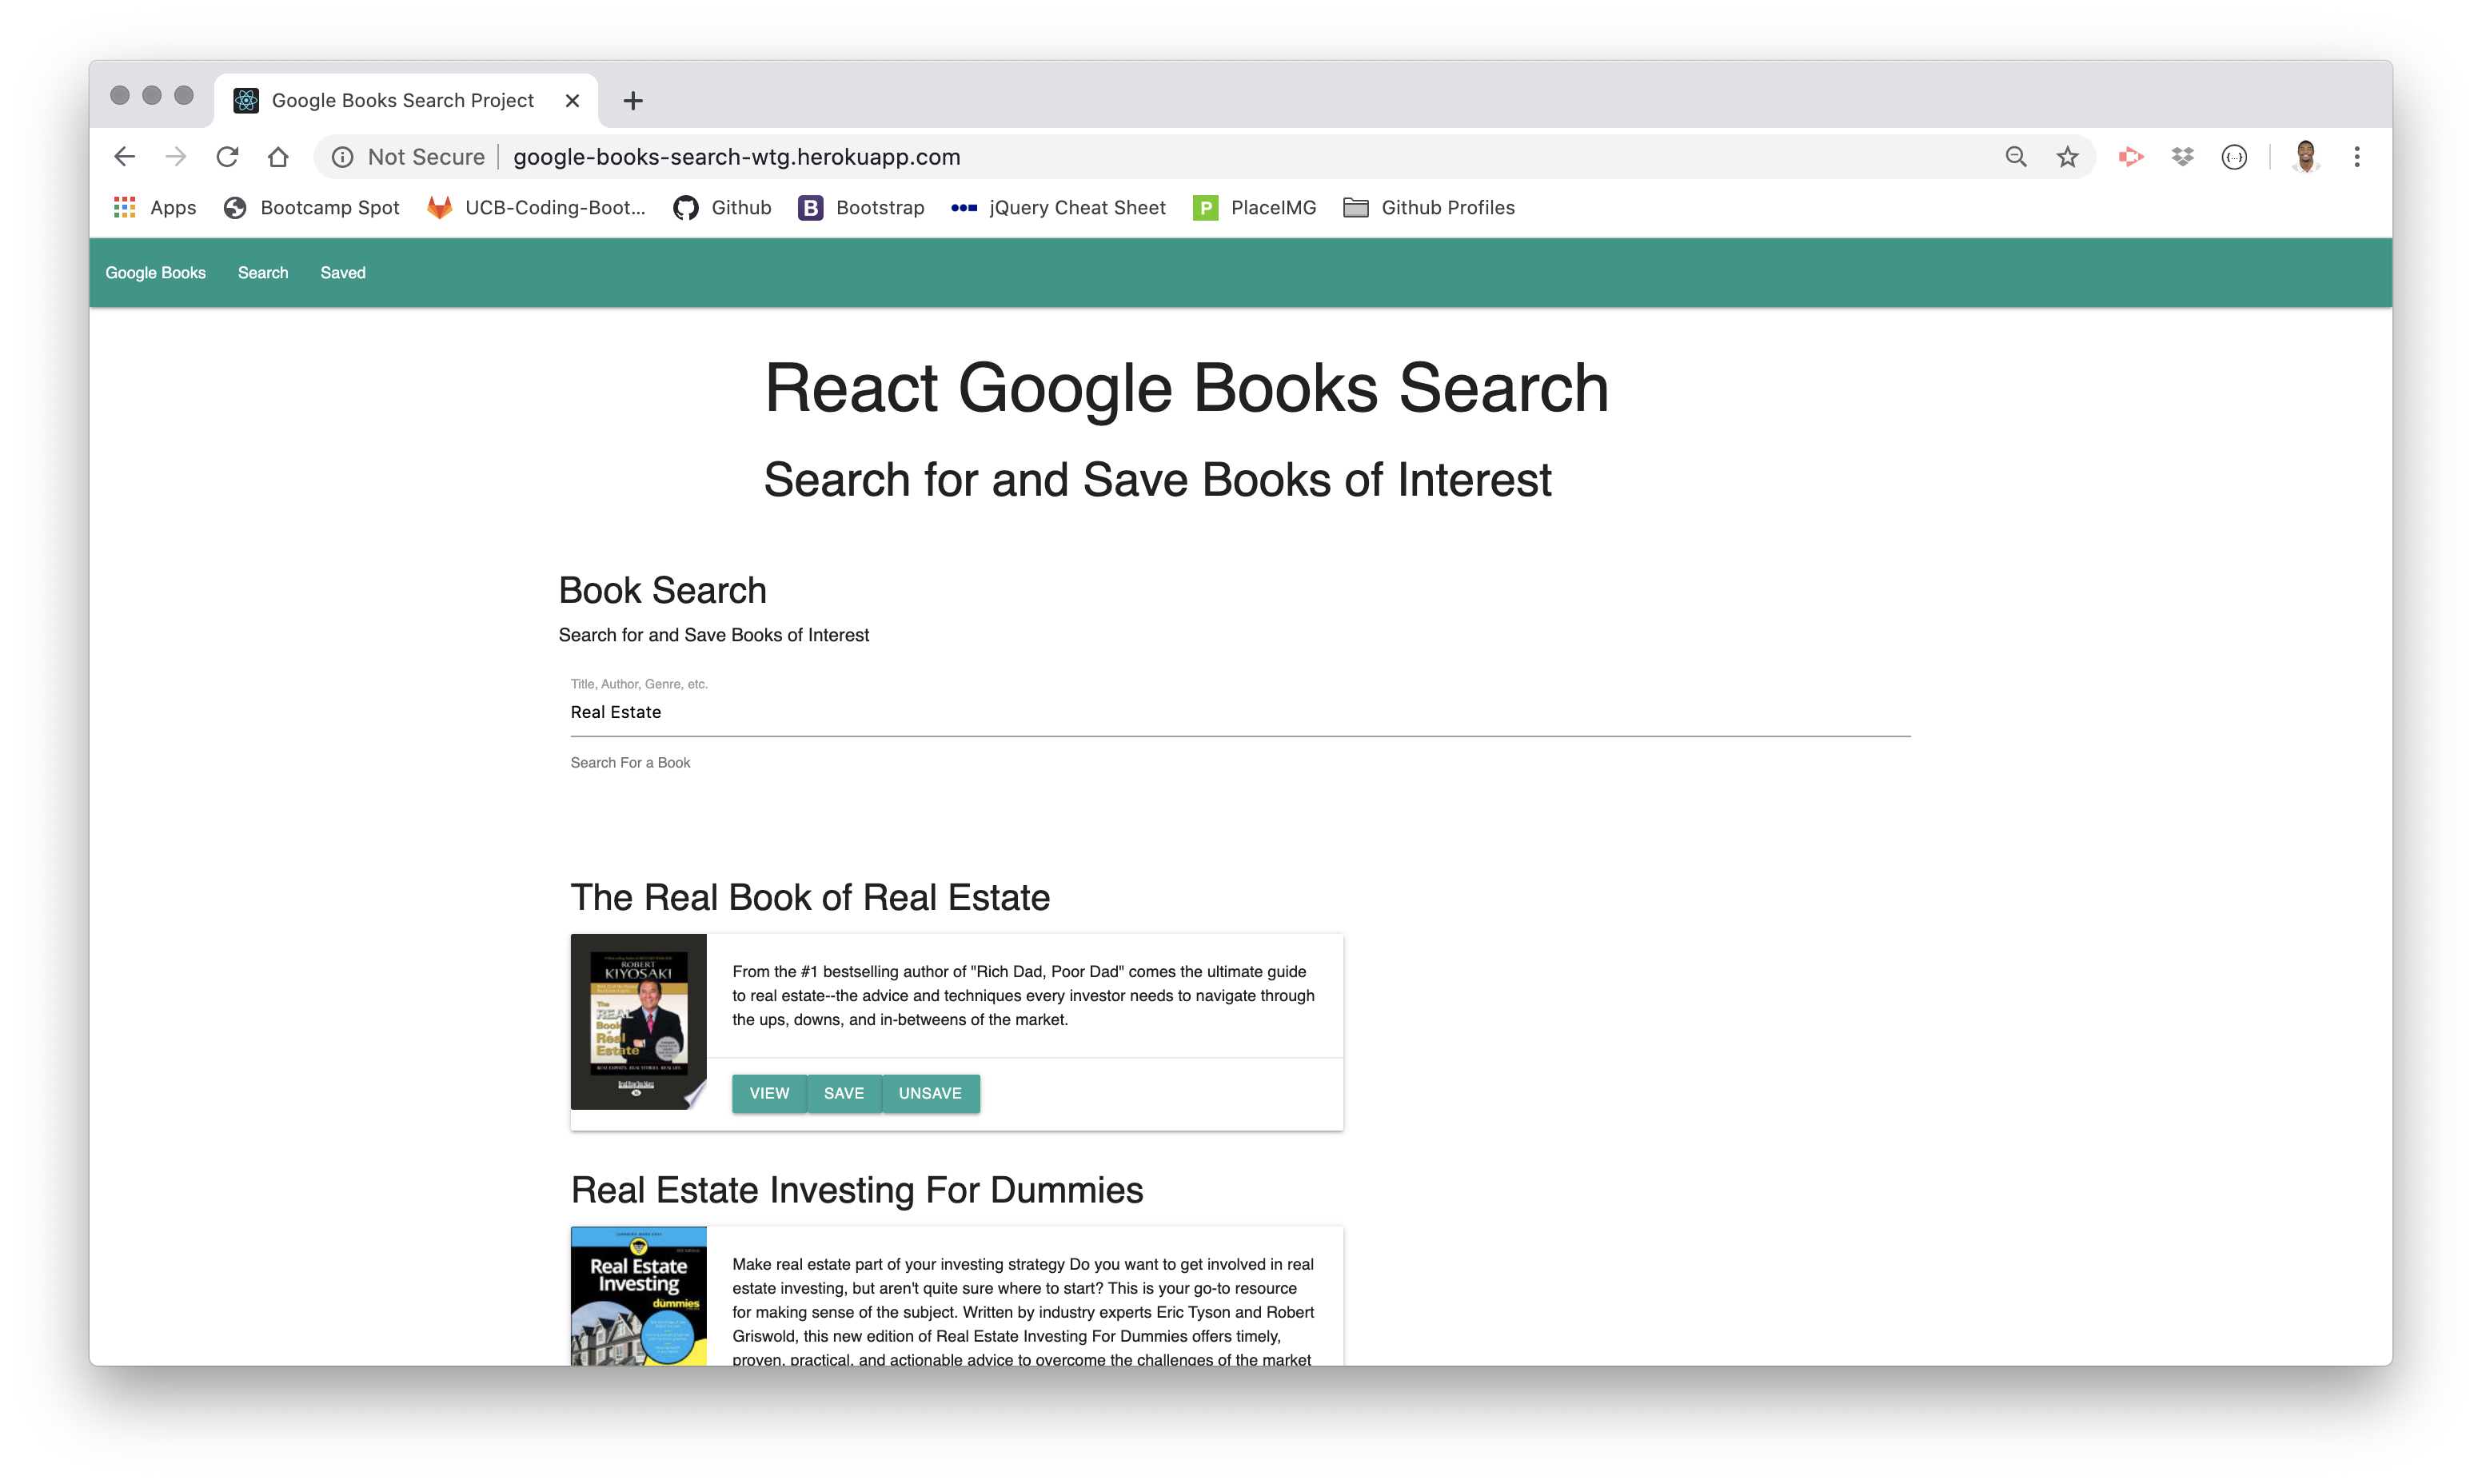 Google Books Search Project
Not Secure google-books-search-wtg.herokuapp.com
Apps Bootcamp Spot UCB-Coding-Boot... Github Bootstrap jQuery Cheat Sheet PlaceIMG Github Profiles
Google Books Search Saved
React Google Books Search
Search for and Save Books of Interest
Book Search
Search for and Save Books of Interest
Title, Author, Genre, etc.
Real Estate
Search For a Book
The Real Book of Real Estate
ROBERT
KIYOSAKI
The
REAL
Book
of
Real
Estate
REAL EXPERTS. REAL STORIES. REAL LIFE.
From the #1 bestselling author of "Rich Dad, Poor Dad" comes the ultimate guide
to real estate--the advice and techniques every investor needs to navigate through
the ups, downs, and in-betweens of the market.
VIEW SAVE UNSAVE
Real Estate Investing For Dummies
Real Estate
Investing
dummies
Make real estate part of your investing strategy Do you want to get involved in real
estate investing, but aren't quite sure where to start? This is your go-to resource
for making sense of the subject. Written by industry experts Eric Tyson and Robert
Griswold, this new edition of Real Estate Investing For Dummies offers timely,
proven, practical, and actionable advice to overcome the challenges of the market